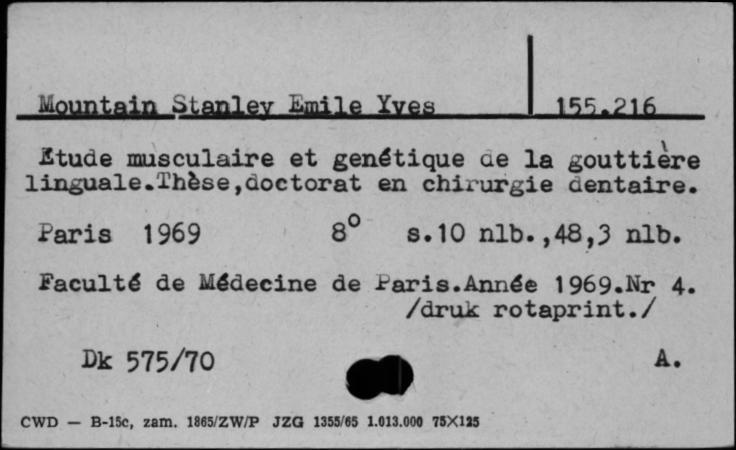 Mountain Stanley Emile Yves 155.216
Etude musculaire et genétique de la gouttière
linguale.Thèse,doctorat en chirurgie dentaire.
Paris 1969 8° s.10 nlb.,48,3 nlb.
Faculté de Médecine de Paris.Année 1969.Nr 4.
/druk rotaprint./
Dk 575/70 A.
CWD — B-15c, zam. 1865/ZW/P JZG 1355/65 1.013.000 75X125